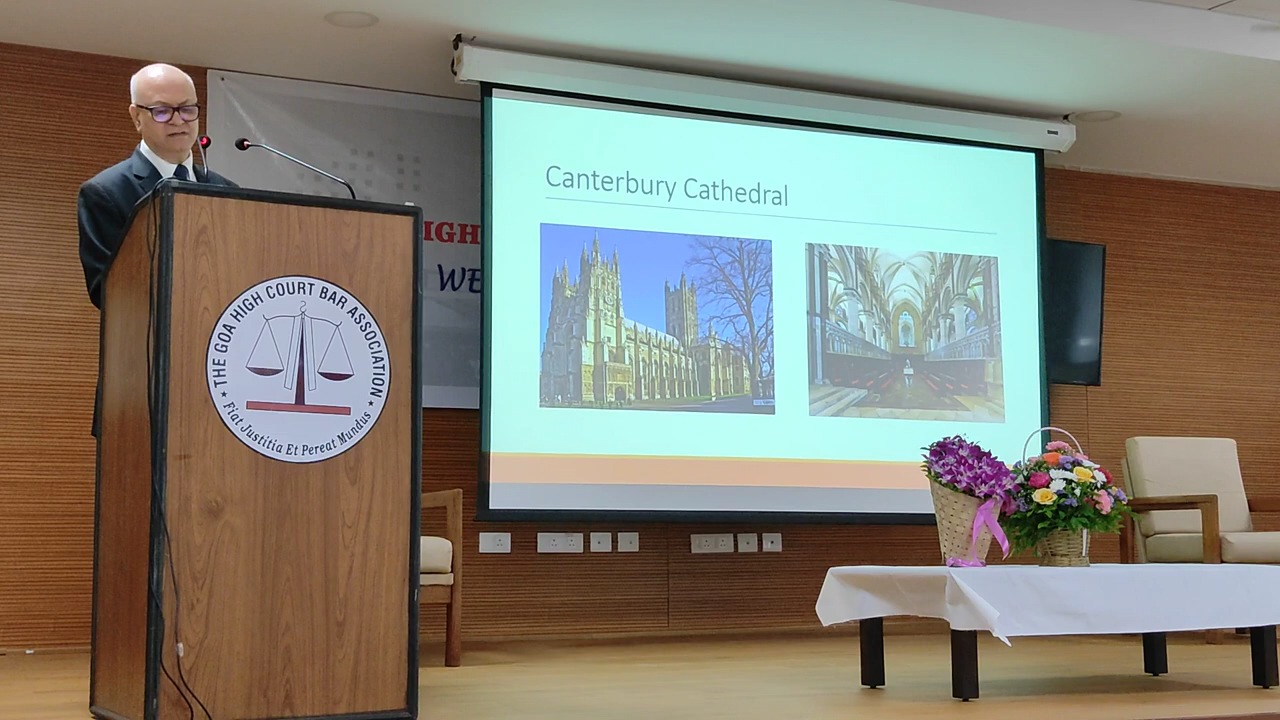 Canterbury Cathedral
IGH
WE
THE GOA HIGH COURT BAR ASSOCIATION
★ Fiat Justitia Et Pereat Mundus ★